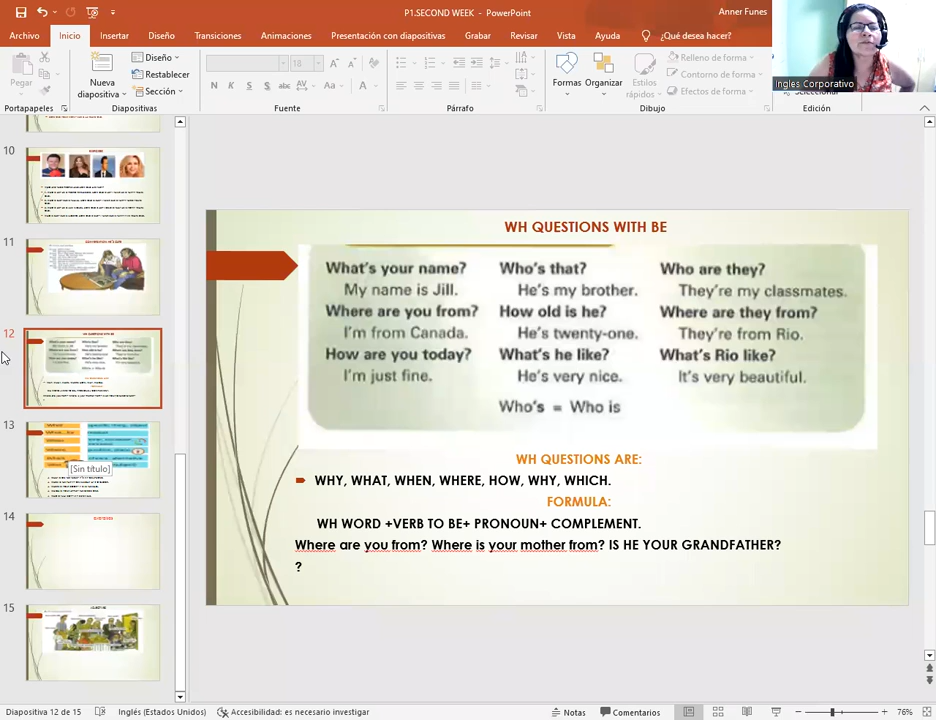 P1.SECOND WEEK - PowerPoint
Anner Funes
Archivo Inicio Insertar Diseño Transiciones Animaciones Presentación con diapositivas Grabar Revisar Vista Ayuda ¿Qué desea hacer?
Pegar
Nueva diapositiva
Diseño
Restablecer
Sección
18
N K S S ab AV Aa A
Formas
Organizar
Estilos rápidos
Relleno de forma
Contorno de forma
Efectos de forma
Ingles Corporativo
Portapapeles Diapositivas Fuente Párrafo Dibujo Edición
10
11
12
13
[Sin título]
14
15
WH QUESTIONS WITH BE
What's your name? Who's that? Who are they?
My name is Jill. He's my brother. They're my classmates.
Where are you from? How old is he? Where are they from?
I'm from Canada. He's twenty-one. They're from Rio.
How are you today? What's he like? What's Rio like?
I'm just fine. He's very nice. It's very beautiful.
Who's = Who is
WH QUESTIONS ARE:
WHY, WHAT, WHEN, WHERE, HOW, WHY, WHICH.
FORMULA:
WH WORD +VERB TO BE+ PRONOUN+ COMPLEMENT.
Where are you from? Where is your mother from? IS HE YOUR GRANDFATHER?
?
Diapositiva 12 de 15 Inglés (Estados Unidos) Accesibilidad: es necesario investigar Notas Comentarios 76%